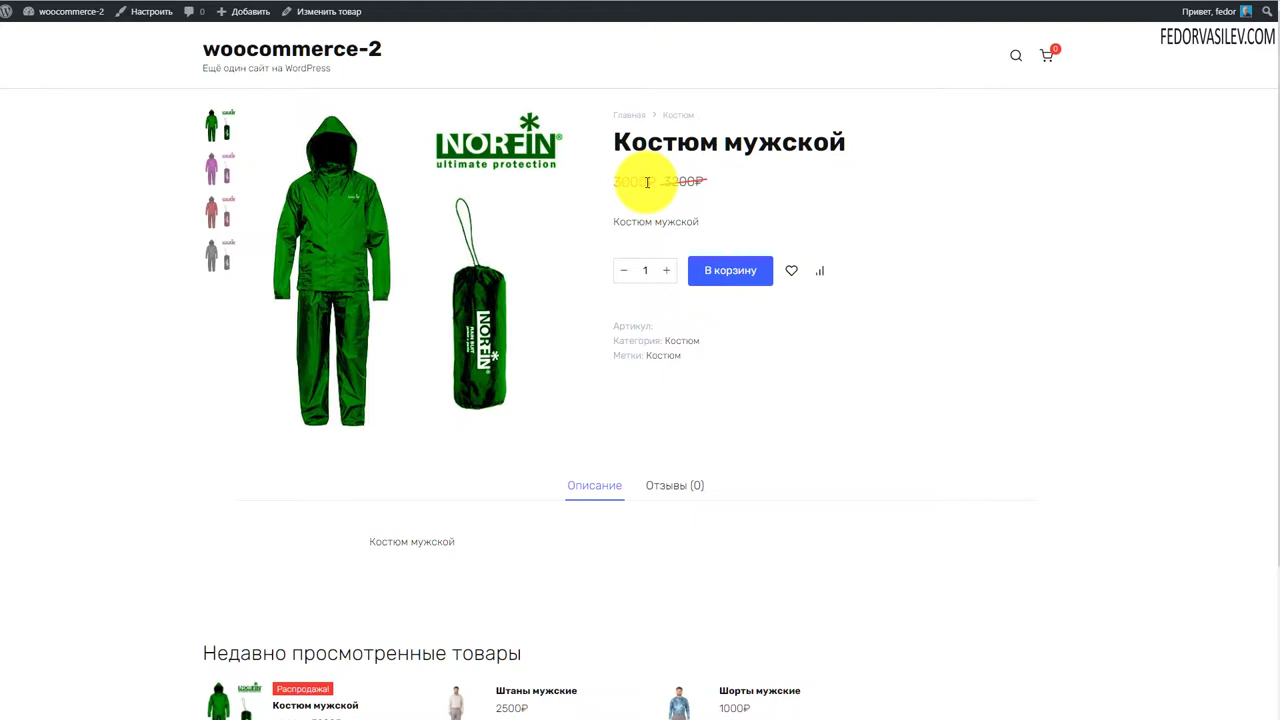 woocommerce-2 Настроить 0 Добавить Изменить товар Привет, fedor
FEDORVASILEV.COM
woocommerce-2
Ещё один сайт на WordPress
0
Главная > Костюм
Костюм мужской
3000₽ 3200₽
Костюм мужской
− 1 + В корзину
Артикул:
Категория: Костюм
Метки: Костюм
NORFIN
ultimate protection
NORFIN
Описание Отзывы (0)
Костюм мужской
Недавно просмотренные товары
Распродажа!
Костюм мужской
Штаны мужские
2500₽
Шорты мужские
1000₽